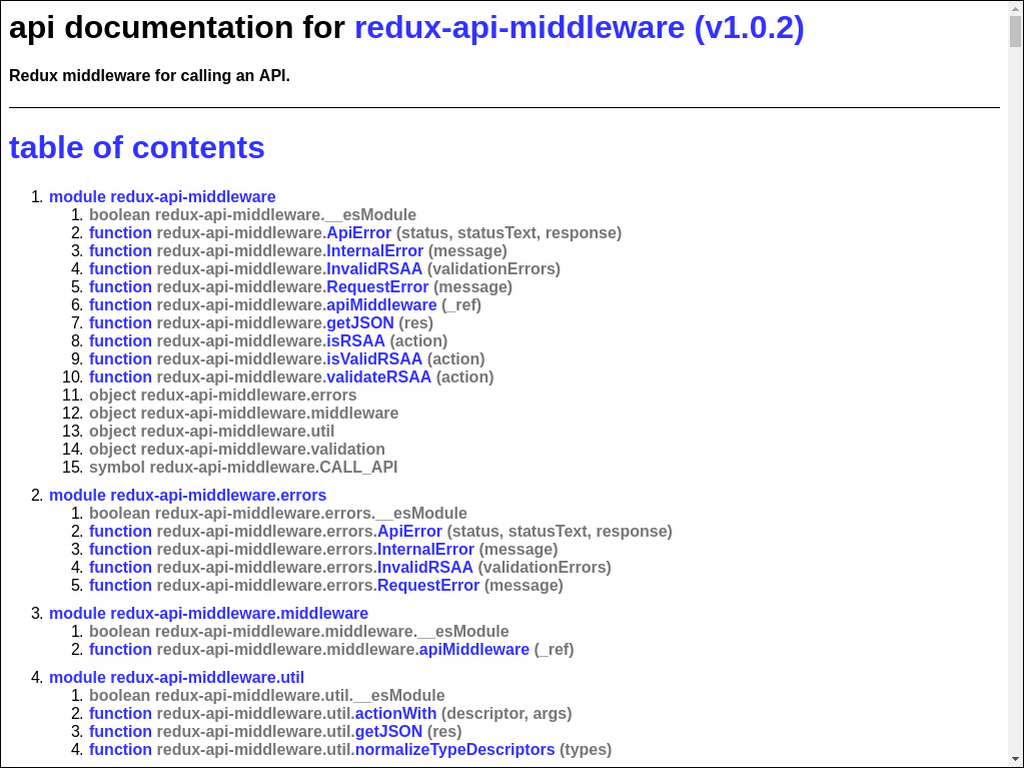 api documentation for redux-api-middleware (v1.0.2)
Redux middleware for calling an API.
table of contents
1. module redux-api-middleware
1. boolean redux-api-middleware.__esModule
2. function redux-api-middleware.ApiError (status, statusText, response)
3. function redux-api-middleware.InternalError (message)
4. function redux-api-middleware.InvalidRSAA (validationErrors)
5. function redux-api-middleware.RequestError (message)
6. function redux-api-middleware.apiMiddleware (_ref)
7. function redux-api-middleware.getJSON (res)
8. function redux-api-middleware.isRSAA (action)
9. function redux-api-middleware.isValidRSAA (action)
10. function redux-api-middleware.validateRSAA (action)
11. object redux-api-middleware.errors
12. object redux-api-middleware.middleware
13. object redux-api-middleware.util
14. object redux-api-middleware.validation
15. symbol redux-api-middleware.CALL_API
2. module redux-api-middleware.errors
1. boolean redux-api-middleware.errors.__esModule
2. function redux-api-middleware.errors.ApiError (status, statusText, response)
3. function redux-api-middleware.errors.InternalError (message)
4. function redux-api-middleware.errors.InvalidRSAA (validationErrors)
5. function redux-api-middleware.errors.RequestError (message)
3. module redux-api-middleware.middleware
1. boolean redux-api-middleware.middleware.__esModule
2. function redux-api-middleware.middleware.apiMiddleware (_ref)
4. module redux-api-middleware.util
1. boolean redux-api-middleware.util.__esModule
2. function redux-api-middleware.util.actionWith (descriptor, args)
3. function redux-api-middleware.util.getJSON (res)
4. function redux-api-middleware.util.normalizeTypeDescriptors (types)